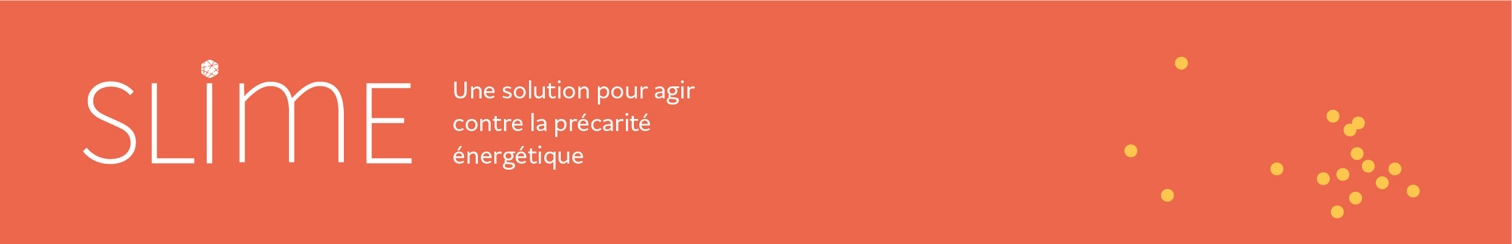 SLiME
Une solution pour agir
contre la précarité
énergétique